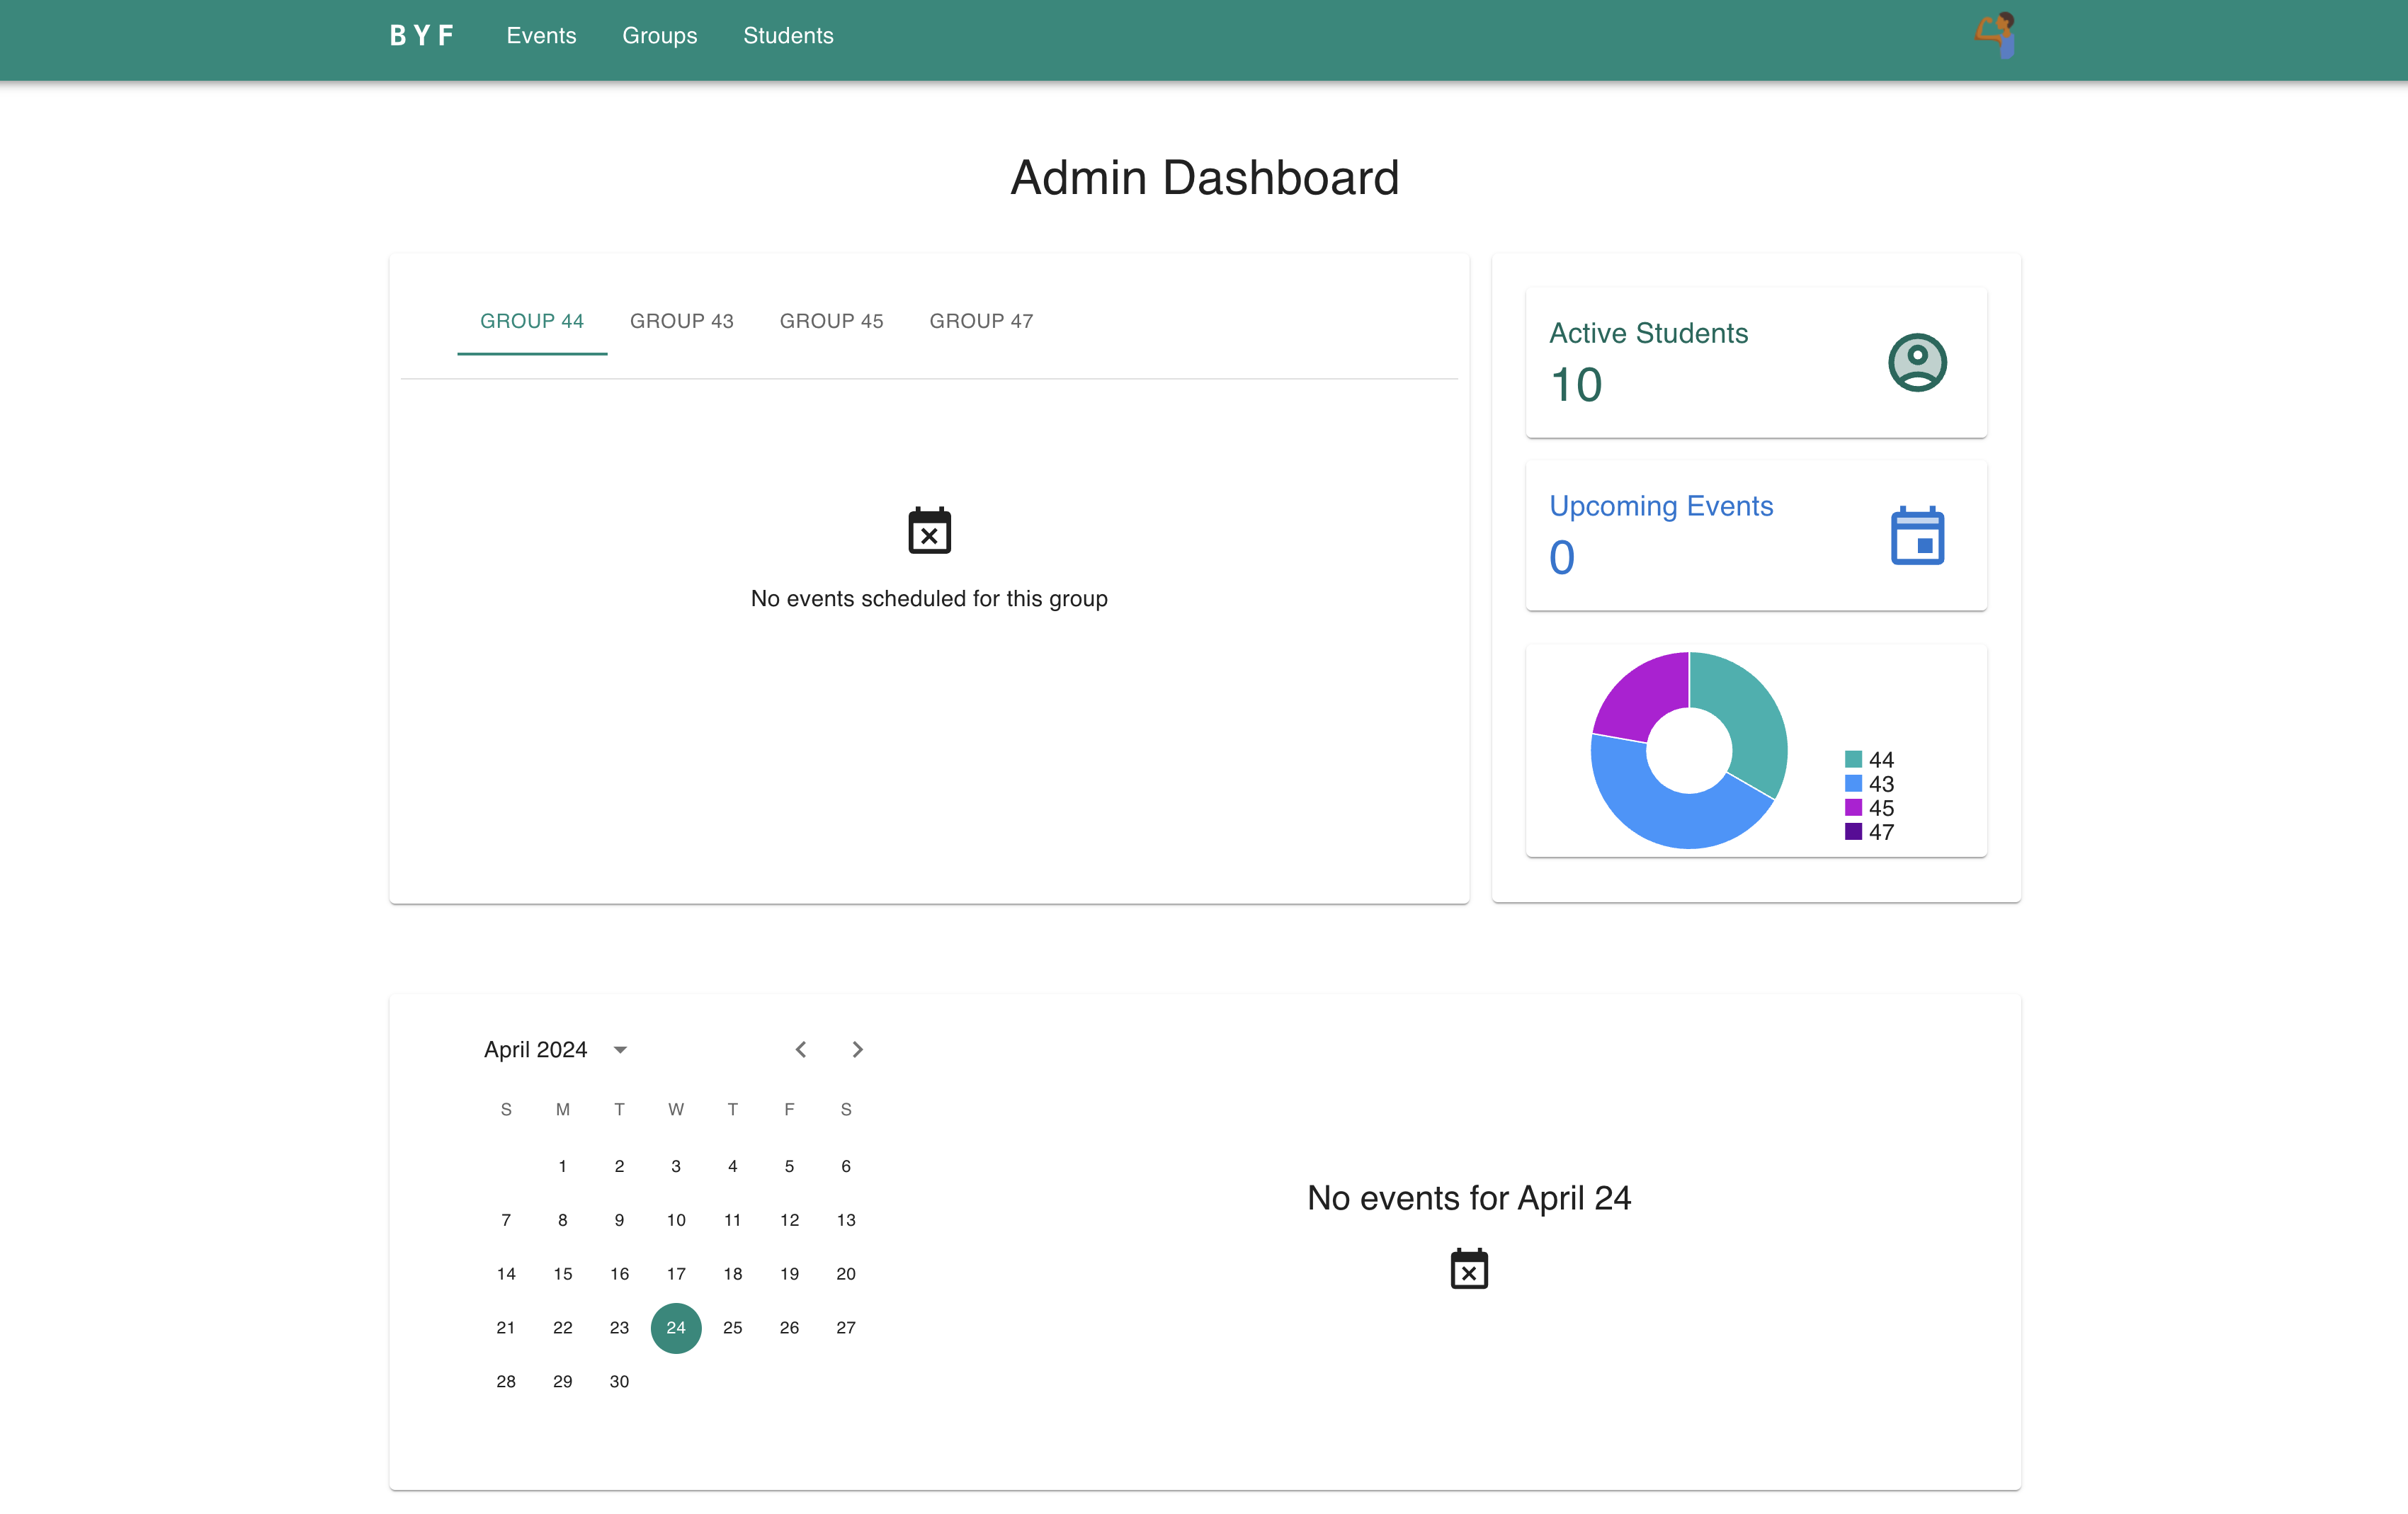 BYF Events Groups Students
Admin Dashboard
GROUP 44 GROUP 43 GROUP 45 GROUP 47
No events scheduled for this group
Active Students
10
Upcoming Events
0
44
43
45
47
April 2024
S M T W T F S
1 2 3 4 5 6
7 8 9 10 11 12 13
14 15 16 17 18 19 20
21 22 23 24 25 26 27
28 29 30
No events for April 24